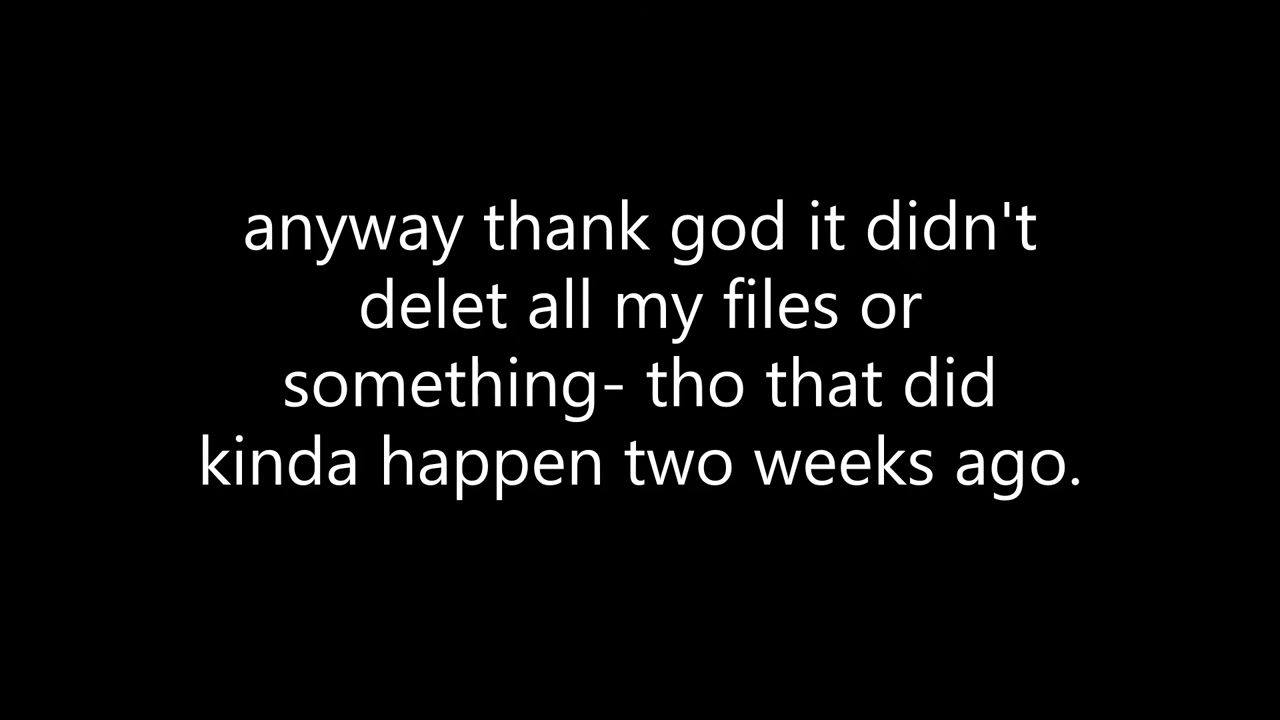 anyway thank god it didn't
delet all my files or
something- tho that did
kinda happen two weeks ago.